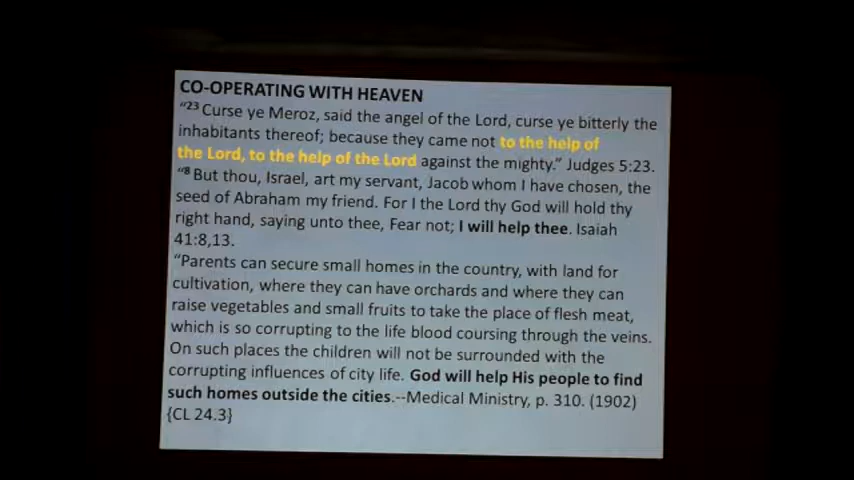 CO-OPERATING WITH HEAVEN
“23 Curse ye Meroz, said the angel of the Lord, curse ye bitterly the
inhabitants thereof; because they came not to the help of
the Lord, to the help of the Lord against the mighty.” Judges 5:23.
“8 But thou, Israel, art my servant, Jacob whom I have chosen, the
seed of Abraham my friend. For I the Lord thy God will hold thy
right hand, saying unto thee, Fear not; I will help thee. Isaiah
41:8,13.
“Parents can secure small homes in the country, with land for
cultivation, where they can have orchards and where they can
raise vegetables and small fruits to take the place of flesh meat,
which is so corrupting to the life blood coursing through the veins.
On such places the children will not be surrounded with the
corrupting influences of city life. God will help His people to find
such homes outside the cities.--Medical Ministry, p. 310. (1902)
{CL 24.3}